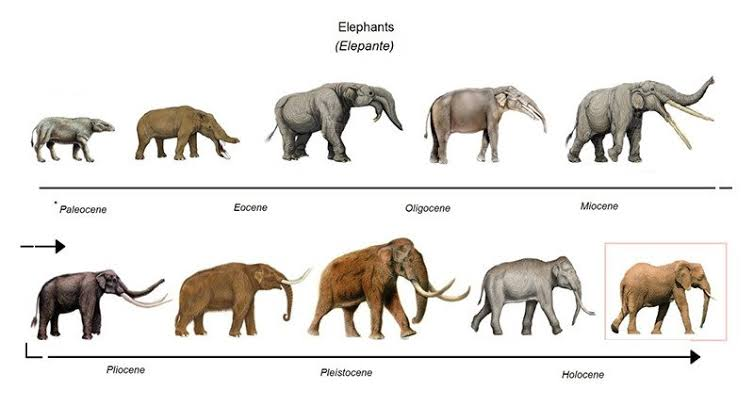 Elephants
(Elepante)
* Paleocene
Eocene
Oligocene
Miocene
Pliocene
Pleistocene
Holocene